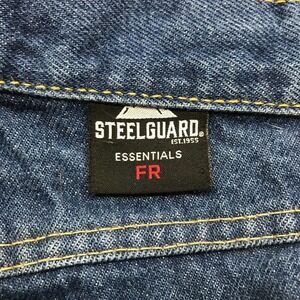 STEELGUARD®
EST.1955
ESSENTIALS
FR